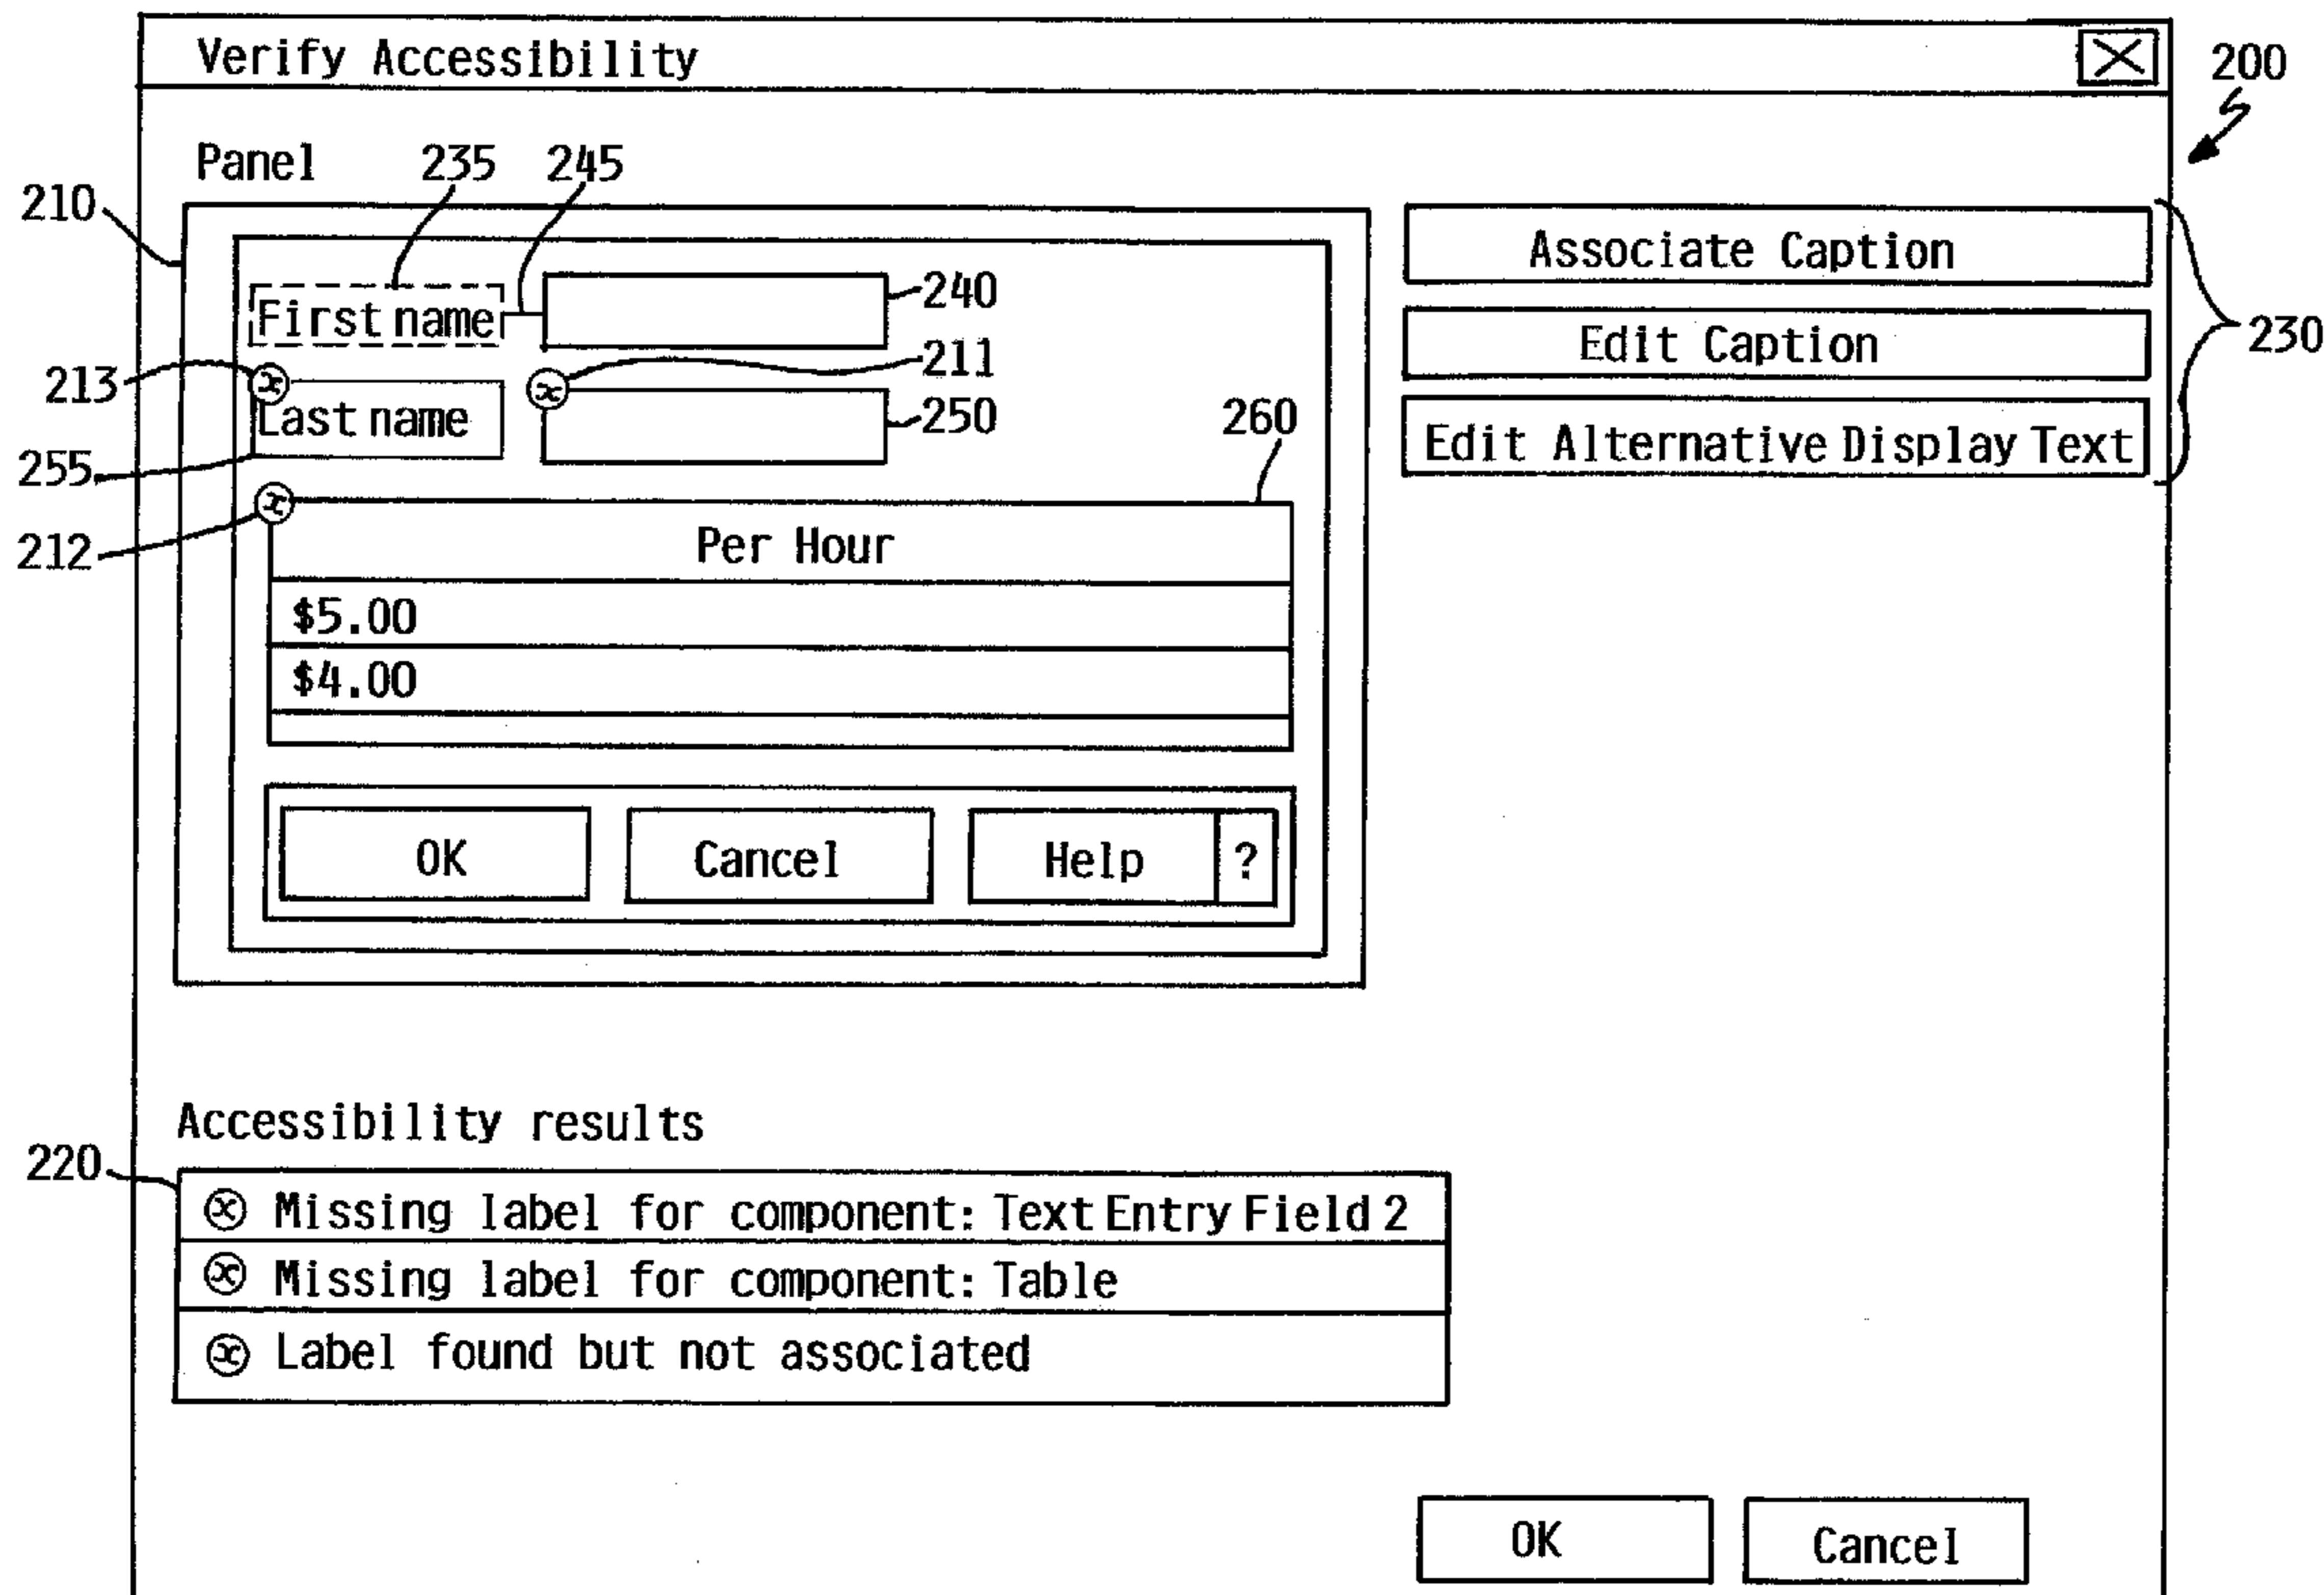 Verify Accessibility
200
Panel
235
245
210
Associate Caption
First name
240
Edit Caption
230
213
211
Last name
250
260
Edit Alternative Display Text
255
212
Per Hour
$5.00
$4.00
OK
Cancel
Help
?
Accessibility results
220
Missing label for component: Text Entry Field 2
Missing label for component: Table
Label found but not associated
OK
Cancel